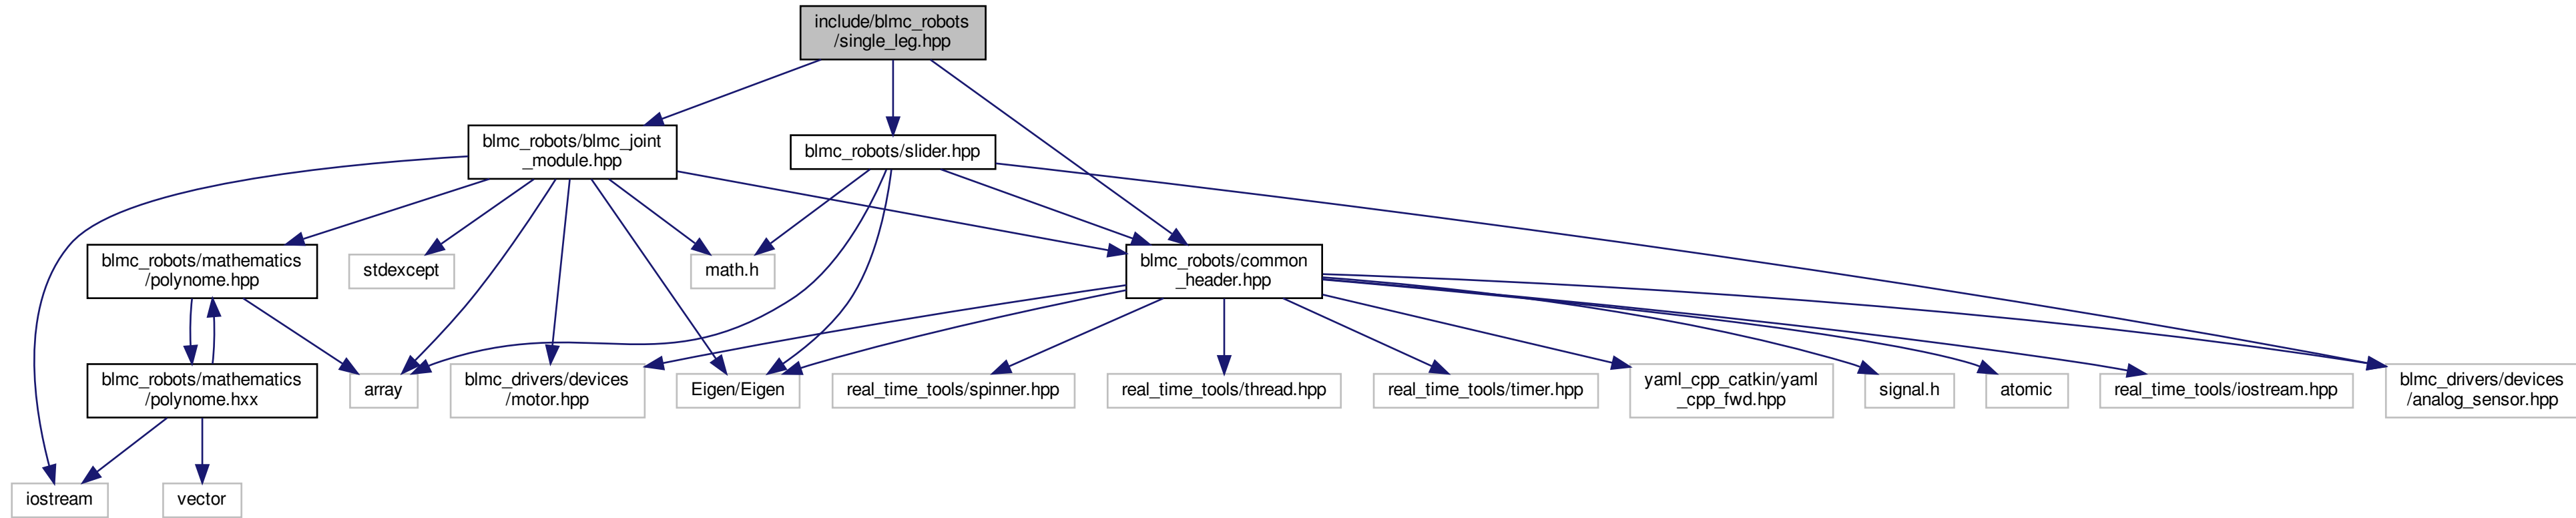 include/blmc_robots
/single_leg.hpp
blmc_robots/blmc_joint
_module.hpp
blmc_robots/slider.hpp
blmc_robots/mathematics
/polynome.hpp
stdexcept
math.h
blmc_robots/common
_header.hpp
blmc_robots/mathematics
/polynome.hxx
array
blmc_drivers/devices
/motor.hpp
Eigen/Eigen
real_time_tools/spinner.hpp
real_time_tools/thread.hpp
real_time_tools/timer.hpp
yaml_cpp_catkin/yaml
_cpp_fwd.hpp
signal.h
atomic
real_time_tools/iostream.hpp
blmc_drivers/devices
/analog_sensor.hpp
iostream
vector